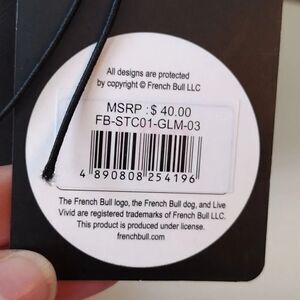 All designs are protected
by copyright © French Bull LLC
MSRP :$ 40.00
FB-STC01-GLM-03
4 890808 254196
The French Bull logo, the French Bull dog, and Live
Vivid are registered trademarks of French Bull LLC.
This product is produced under license.
frenchbull.com